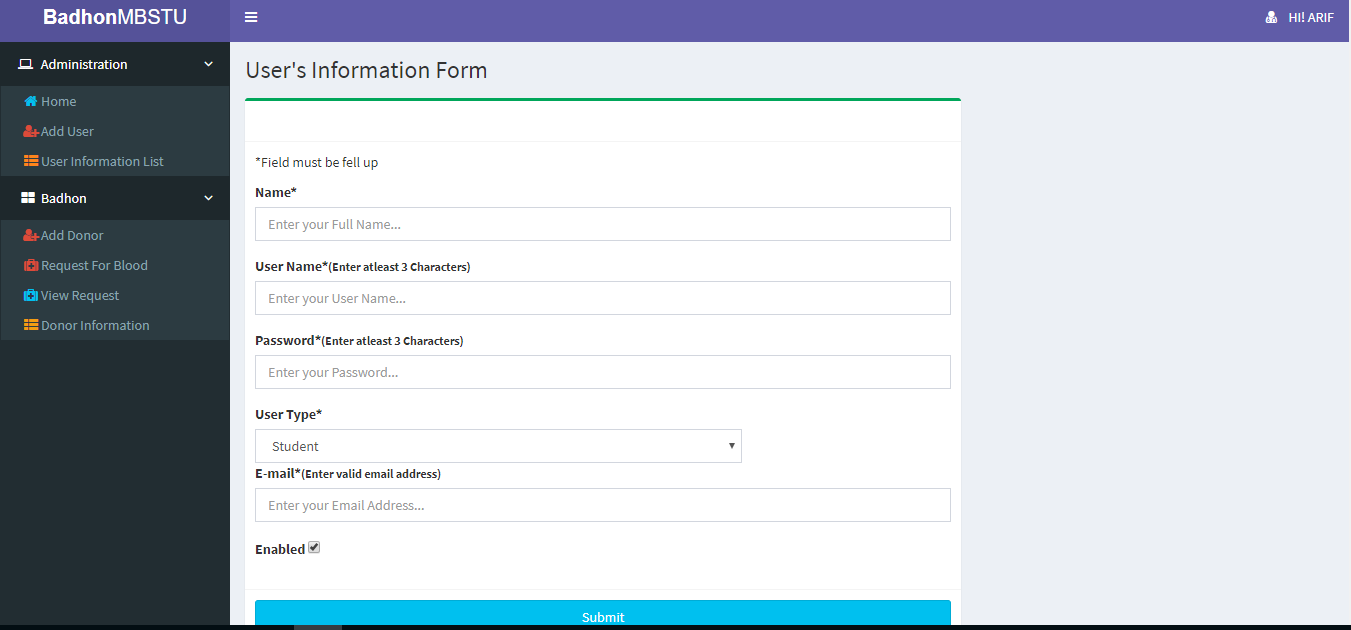 BadhonMBSTU
HI! ARIF
Administration
Home
Add User
User Information List
Badhon
Add Donor
Request For Blood
View Request
Donor Information
User's Information Form
*Field must be fell up
Name*
Enter your Full Name...
User Name*(Enter atleast 3 Characters)
Enter your User Name...
Password*(Enter atleast 3 Characters)
Enter your Password...
User Type*
Student
E-mail*(Enter valid email address)
Enter your Email Address...
Enabled
Submit